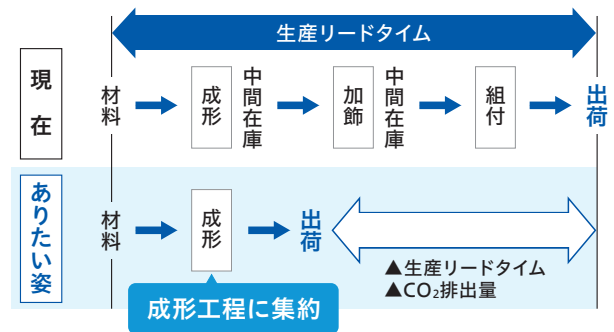 生産リードタイム
現在
材料
成形
中間在庫
加飾
中間在庫
組付
出荷
ありたい姿
材料
成形
出荷
▲生産リードタイム
▲CO₂排出量
成形工程に集約